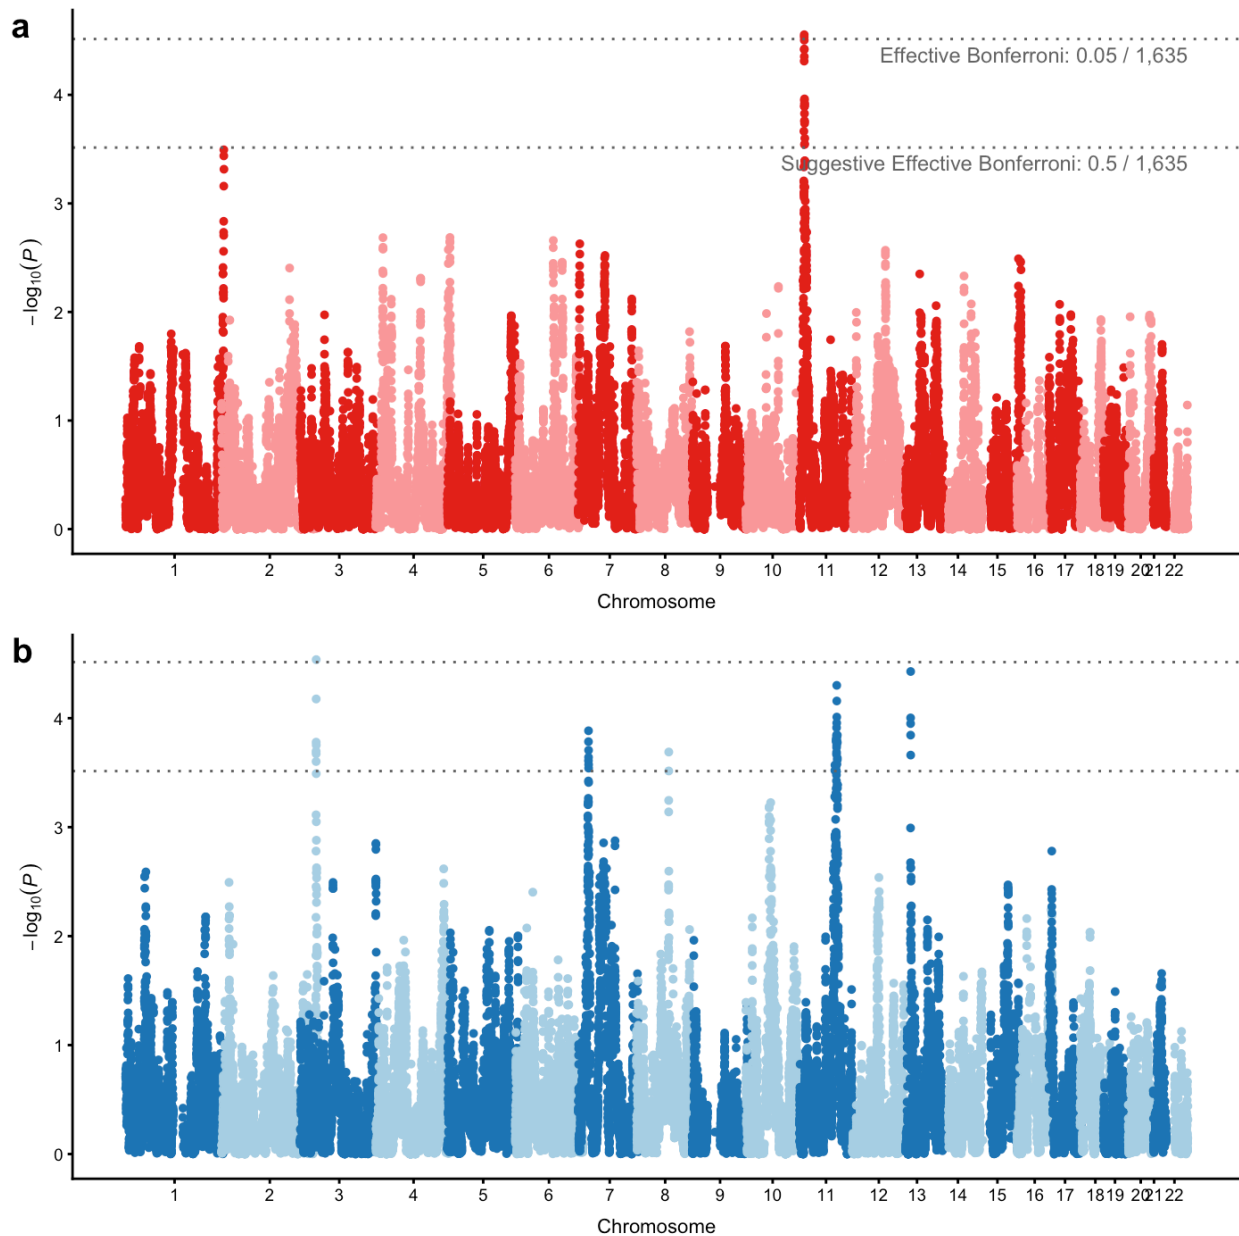 a
Effective Bonferroni: 0.05 / 1,635
4
Suggestive Effective Bonferroni: 0.5 / 1,635
3
2
1
0
−log10(P)
1 2 3 4 5 6 7 8 9 10 11 12 13 14 15 16 17 18 19 20 21 22
Chromosome
b
4
3
2
1
0
−log10(P)
1 2 3 4 5 6 7 8 9 10 11 12 13 14 15 16 17 18 19 20 21 22
Chromosome